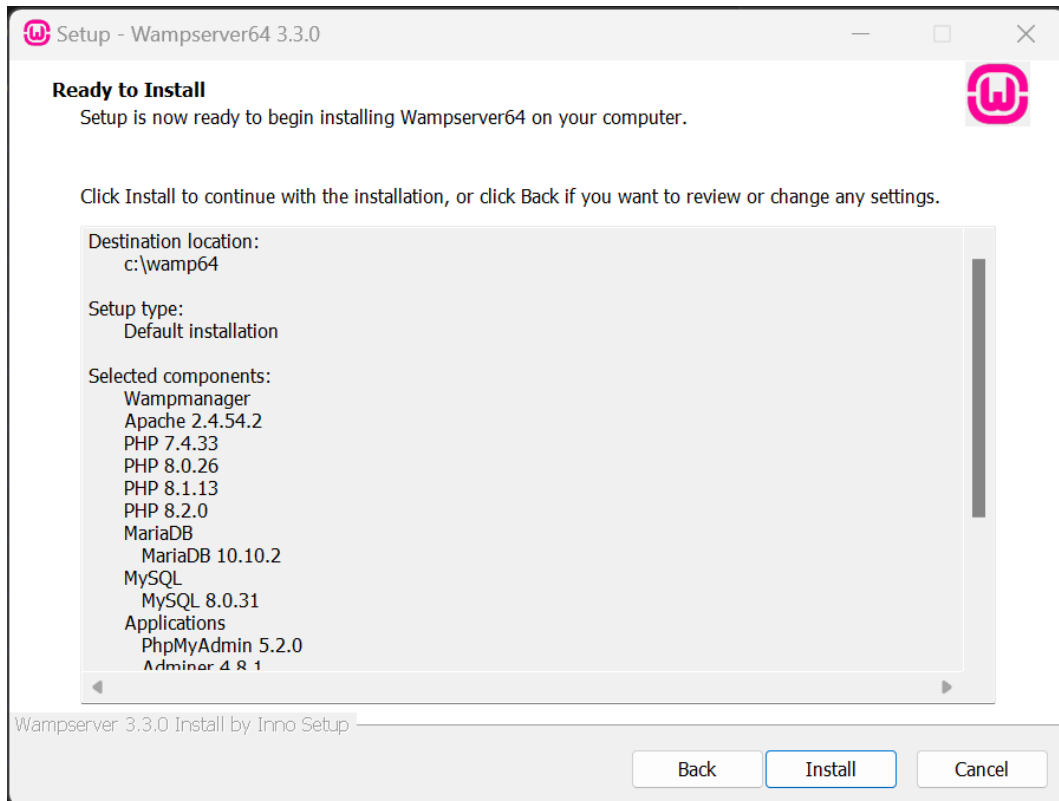 Setup - Wampserver64 3.3.0
Ready to Install
Setup is now ready to begin installing Wampserver64 on your computer.
Click Install to continue with the installation, or click Back if you want to review or change any settings.
Destination location:
c:\wamp64
Setup type:
Default installation
Selected components:
Wampmanager
Apache 2.4.54.2
PHP 7.4.33
PHP 8.0.26
PHP 8.1.13
PHP 8.2.0
MariaDB
MariaDB 10.10.2
MySQL
MySQL 8.0.31
Applications
PhpMyAdmin 5.2.0
Adminer 4.8.1
Wampserver 3.3.0 Install by Inno Setup
Back
Install
Cancel